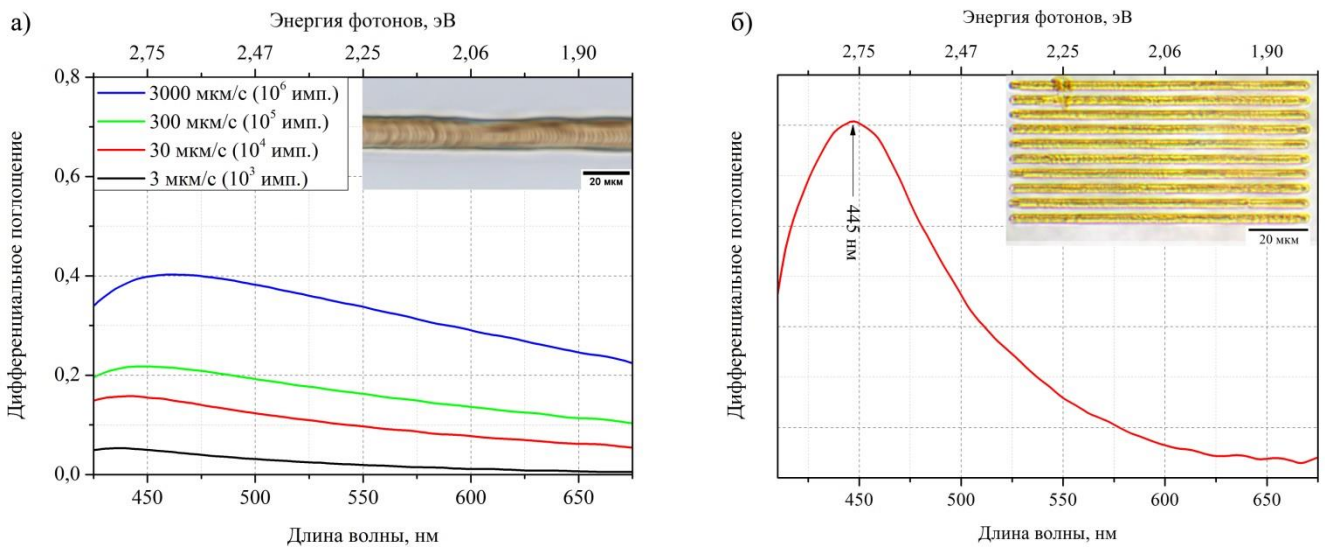 а)
Энергия фотонов, эВ
2,75 2,47 2,25 2,06 1,90
0,8
0,6
0,4
0,2
0,0
Дифференциальное поглощение
3000 мкм/с (10⁶ имп.)
300 мкм/с (10⁵ имп.)
30 мкм/с (10⁴ имп.)
3 мкм/с (10³ имп.)
20 мкм
450 500 550 600 650
Длина волны, нм
б)
Энергия фотонов, эВ
2,75 2,47 2,25 2,06 1,90
Дифференциальное поглощение
445 нм
20 мкм
450 500 550 600 650
Длина волны, нм